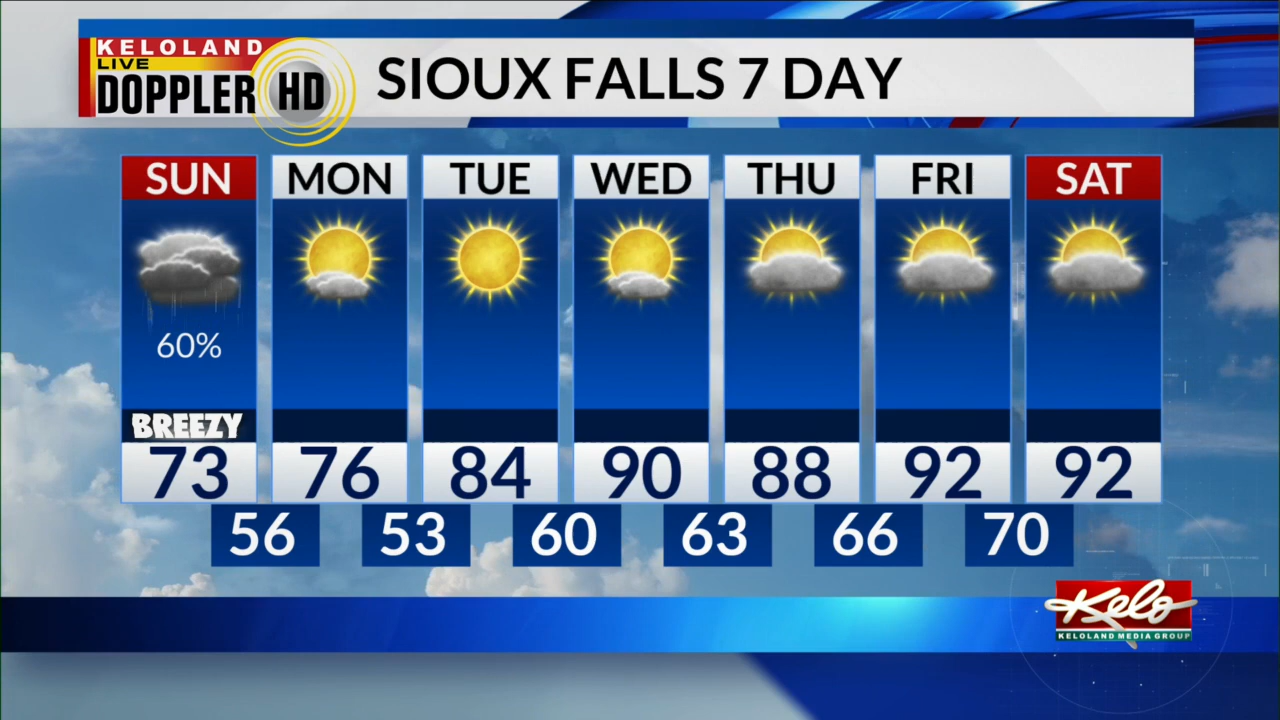 KELOLAND
LIVE
DOPPLER HD
SIOUX FALLS 7 DAY
SUN MON TUE WED THU FRI SAT
60%
BREEZY
73 76 84 90 88 92 92
56 53 60 63 66 70
Kelo
KELOLAND MEDIA GROUP